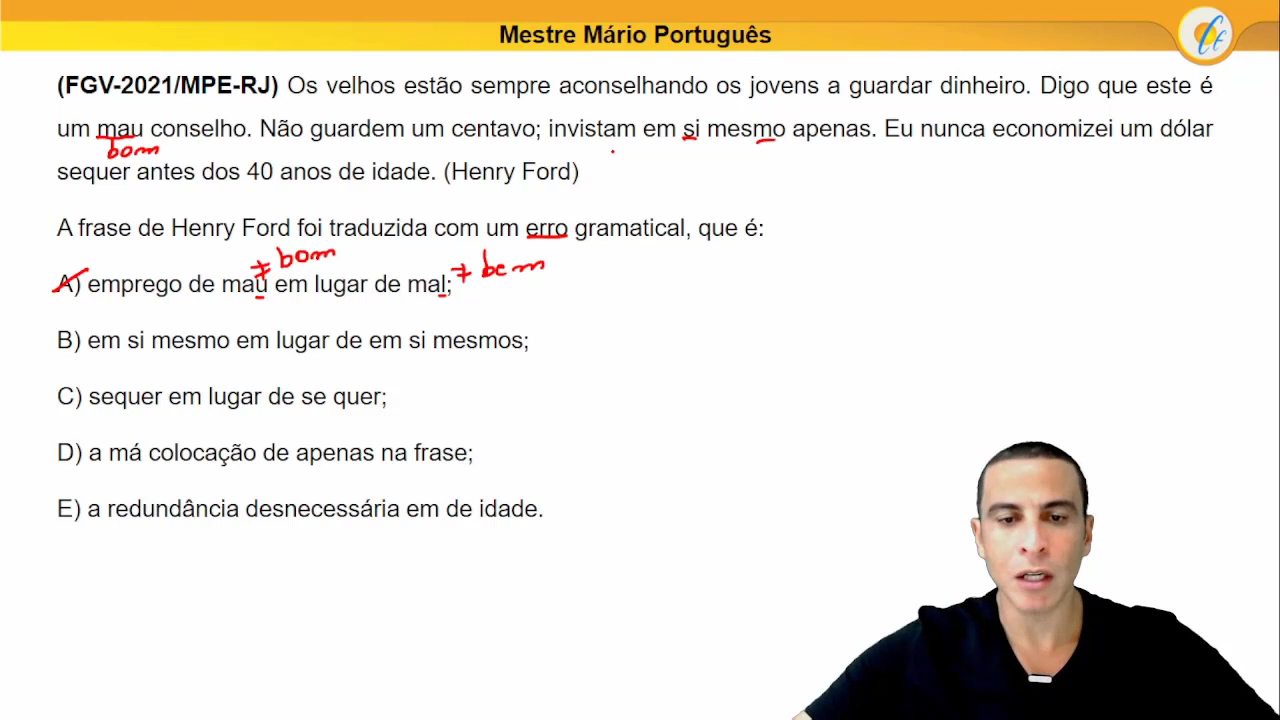 Mestre Mário Português
(FGV-2021/MPE-RJ) Os velhos estão sempre aconselhando os jovens a guardar dinheiro. Digo que este é
um mau conselho. Não guardem um centavo; invistam em si mesmo apenas. Eu nunca economizei um dólar
bom
sequer antes dos 40 anos de idade. (Henry Ford)
A frase de Henry Ford foi traduzida com um erro gramatical, que é:
≠ bom ≠ bem
A) emprego de mau em lugar de mal;
B) em si mesmo em lugar de em si mesmos;
C) sequer em lugar de se quer;
D) a má colocação de apenas na frase;
E) a redundância desnecessária em de idade.